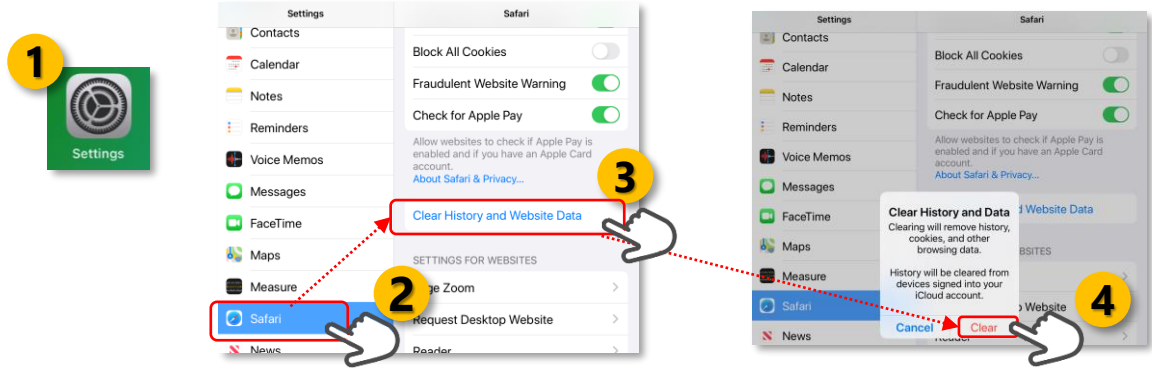 1
Settings
Settings
Contacts
Calendar
Notes
Reminders
Voice Memos
Messages
FaceTime
Maps
Measure
Safari
News
2
Safari
Block All Cookies
Fraudulent Website Warning
Check for Apple Pay
Allow websites to check if Apple Pay is
enabled and if you have an Apple Card
account.
About Safari & Privacy...
3
Clear History and Website Data
SETTINGS FOR WEBSITES
ge Zoom
Request Desktop Website
Reader
Settings
Contacts
Calendar
Notes
Reminders
Voice Memos
Messages
FaceTime
Maps
Measure
Safari
News
Safari
Block All Cookies
Fraudulent Website Warning
Check for Apple Pay
Allow websites to check if Apple Pay is
enabled and if you have an Apple Card
account.
About Safari & Privacy...
Website Data
BSITES
Website
Reader
Clear History and Data
Clearing will remove history,
cookies, and other
browsing data.
History will be cleared from
devices signed into your
iCloud account.
Cancel
Clear
4